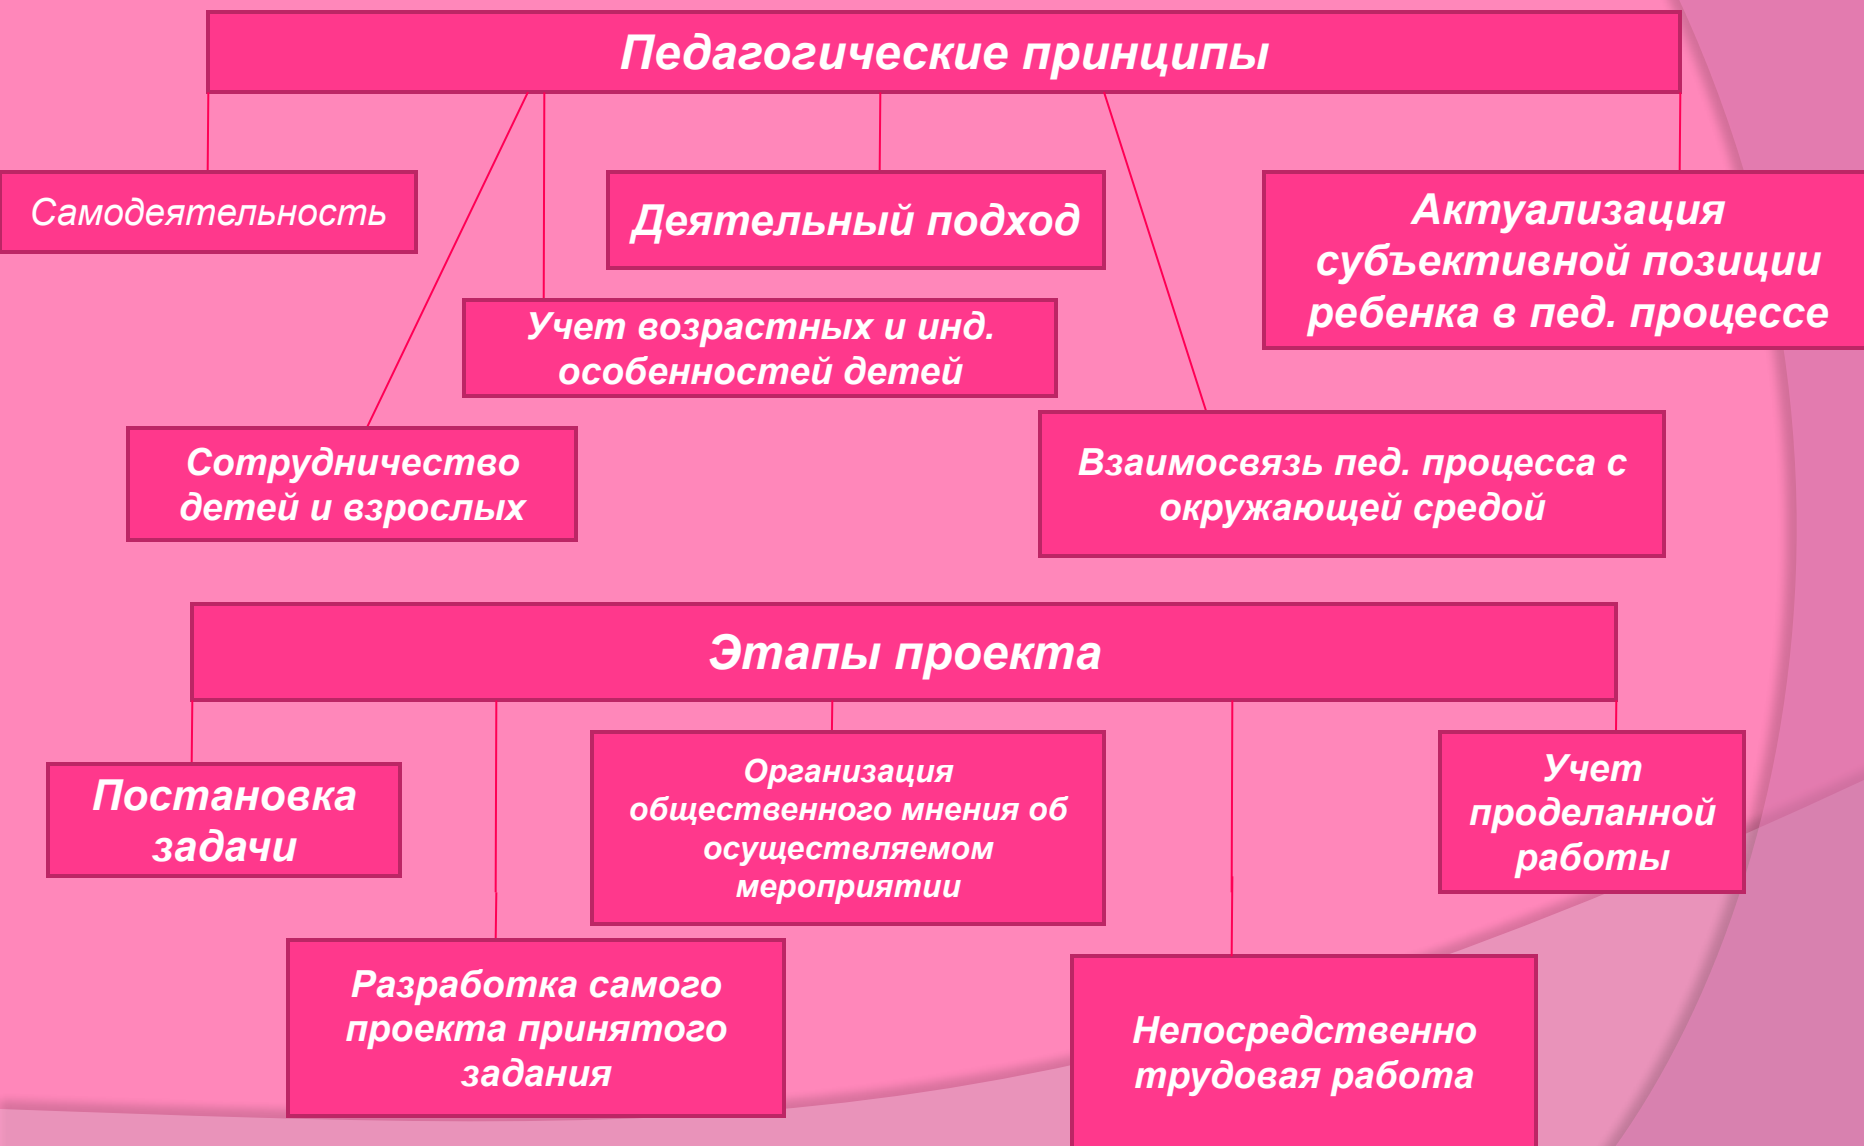 Педагогические принципы
Самодеятельность
Деятельный подход
Актуализация
субъективной позиции
ребенка в пед. процессе
Учет возрастных и инд.
особенностей детей
Сотрудничество
детей и взрослых
Взаимосвязь пед. процесса с
окружающей средой
Этапы проекта
Постановка
задачи
Организация
общественного мнения об
осуществляемом
мероприятии
Учет
проделанной
работы
Разработка самого
проекта принятого
задания
Непосредственно
трудовая работа